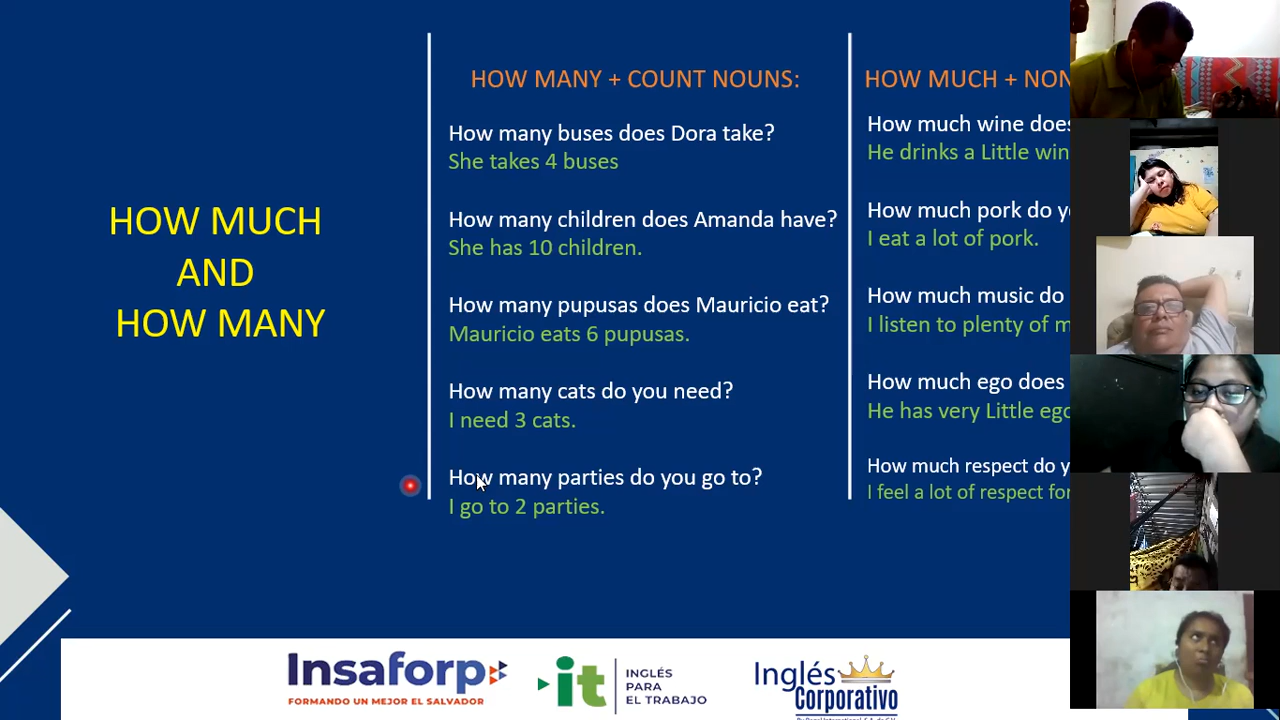 HOW MUCH
AND
HOW MANY
HOW MANY + COUNT NOUNS:
How many buses does Dora take?
She takes 4 buses
How many children does Amanda have?
She has 10 children.
How many pupusas does Mauricio eat?
Mauricio eats 6 pupusas.
How many cats do you need?
I need 3 cats.
How many parties do you go to?
I go to 2 parties.
HOW MUCH + NON
How much wine does
He drinks a Little win
How much pork do y
I eat a lot of pork.
How much music do
I listen to plenty of m
How much ego does
He has very Little ego
How much respect do y
I feel a lot of respect for
Insaforp
FORMANDO UN MEJOR EL SALVADOR
it
INGLÉS
PARA
EL TRABAJO
Inglés
Corporativo